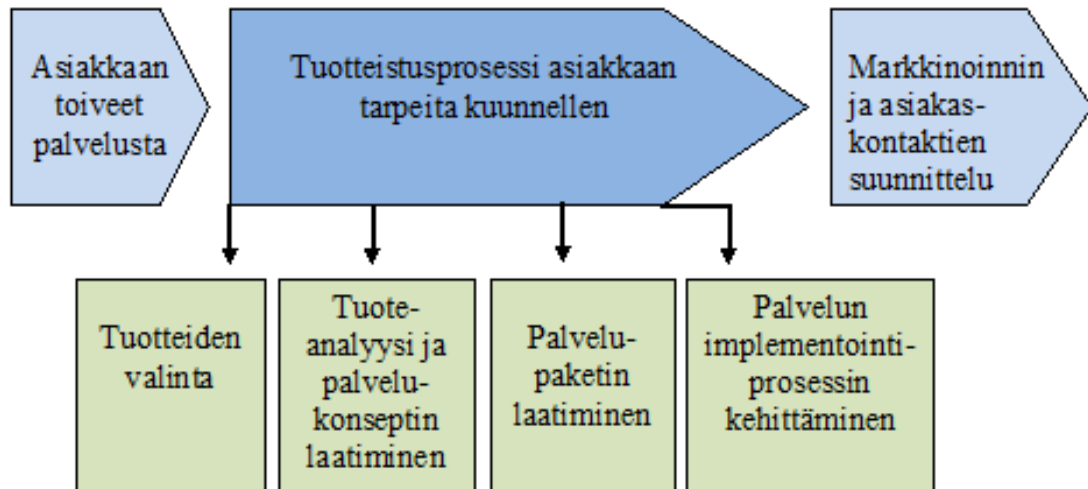 Asiakkaan
toiveet
palvelusta
Tuotteistusprosessi asiakkaan
tarpeita kuunnellen
Markkinoinnin
ja asiakas-
kontaktien
suunnittelu
Tuotteiden
valinta
Tuote-
analyysi ja
palvelu-
konseptin
laatiminen
Palvelu-
paketin
laatiminen
Palvelun
implementointi-
prosessin
kehittäminen